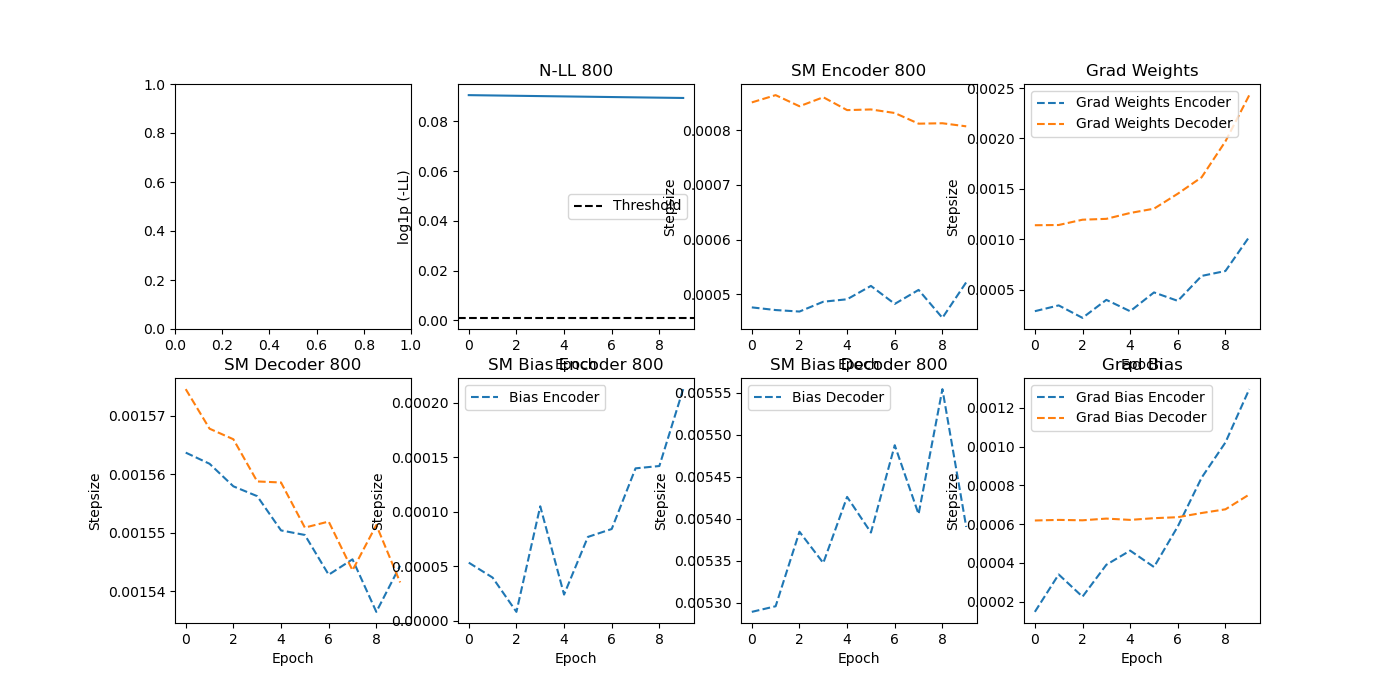 N-LL 800
SM Encoder 800
Grad Weights
1.0
0.8
0.6
0.4
0.2
0.0
0.0 0.2 0.4 0.6 0.8 1.0
log1p (-LL)
0.08
0.06
0.04
0.02
0.00
Threshold
0 2 4 6 8
Epoch
Stepsize
0.0008
0.0007
0.0006
0.0005
0 2 4 6 8
Epoch
Stepsize
0.0025
0.0020
0.0015
0.0010
0.0005
Grad Weights Encoder
Grad Weights Decoder
0 2 4 6 8
Epoch
SM Decoder 800
SM Bias Encoder 800
SM Bias Decoder 800
Grad Bias
Stepsize
0.00157
0.00156
0.00155
0.00154
0 2 4 6 8
Epoch
Stepsize
0.00020
0.00015
0.00010
0.00005
0.00000
Bias Encoder
0 2 4 6 8
Epoch
Stepsize
0.00555
0.00550
0.00545
0.00540
0.00535
0.00530
Bias Decoder
0 2 4 6 8
Epoch
Stepsize
0.0012
0.0010
0.0008
0.0006
0.0004
0.0002
Grad Bias Encoder
Grad Bias Decoder
0 2 4 6 8
Epoch